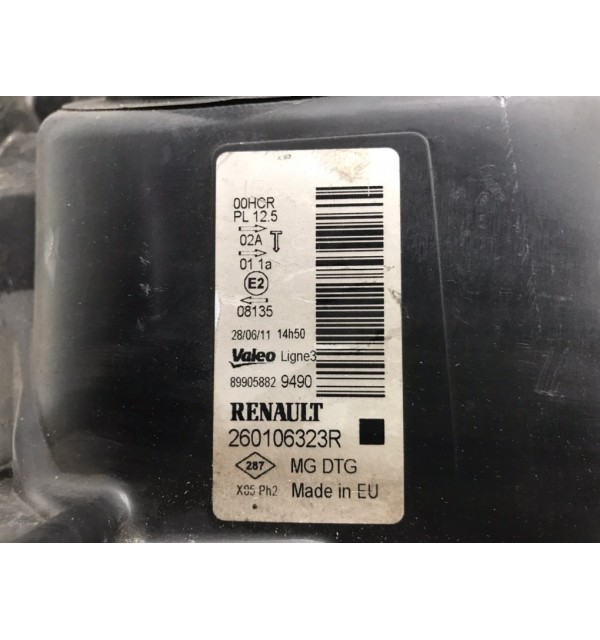 00HCR
PL 12.5
02A
01 1a
E2
08135
28/06/11 14h50
Valeo Ligne3
89905882 9490
RENAULT
260106323R
287 MG DTG
X95 Ph2 Made in EU